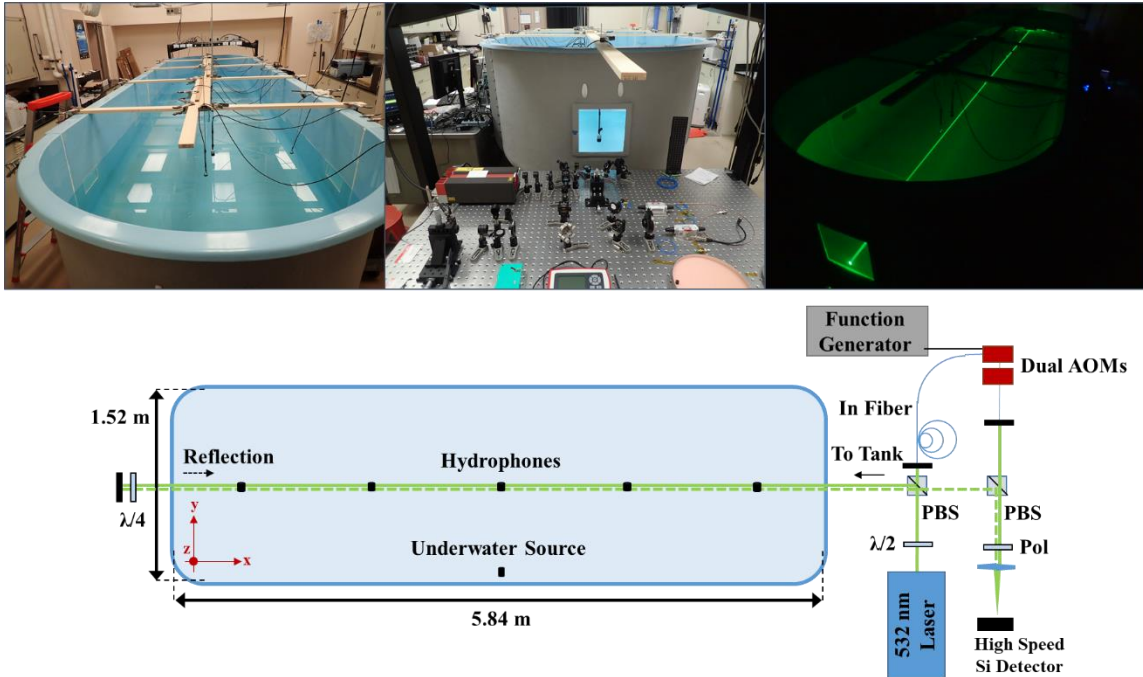 Function
Generator
Dual AOMs
1.52 m
In Fiber
Reflection
Hydrophones
To Tank
λ/4
PBS
PBS
y
z
x
Underwater Source
λ/2
Pol
5.84 m
532 nm
Laser
High Speed
Si Detector